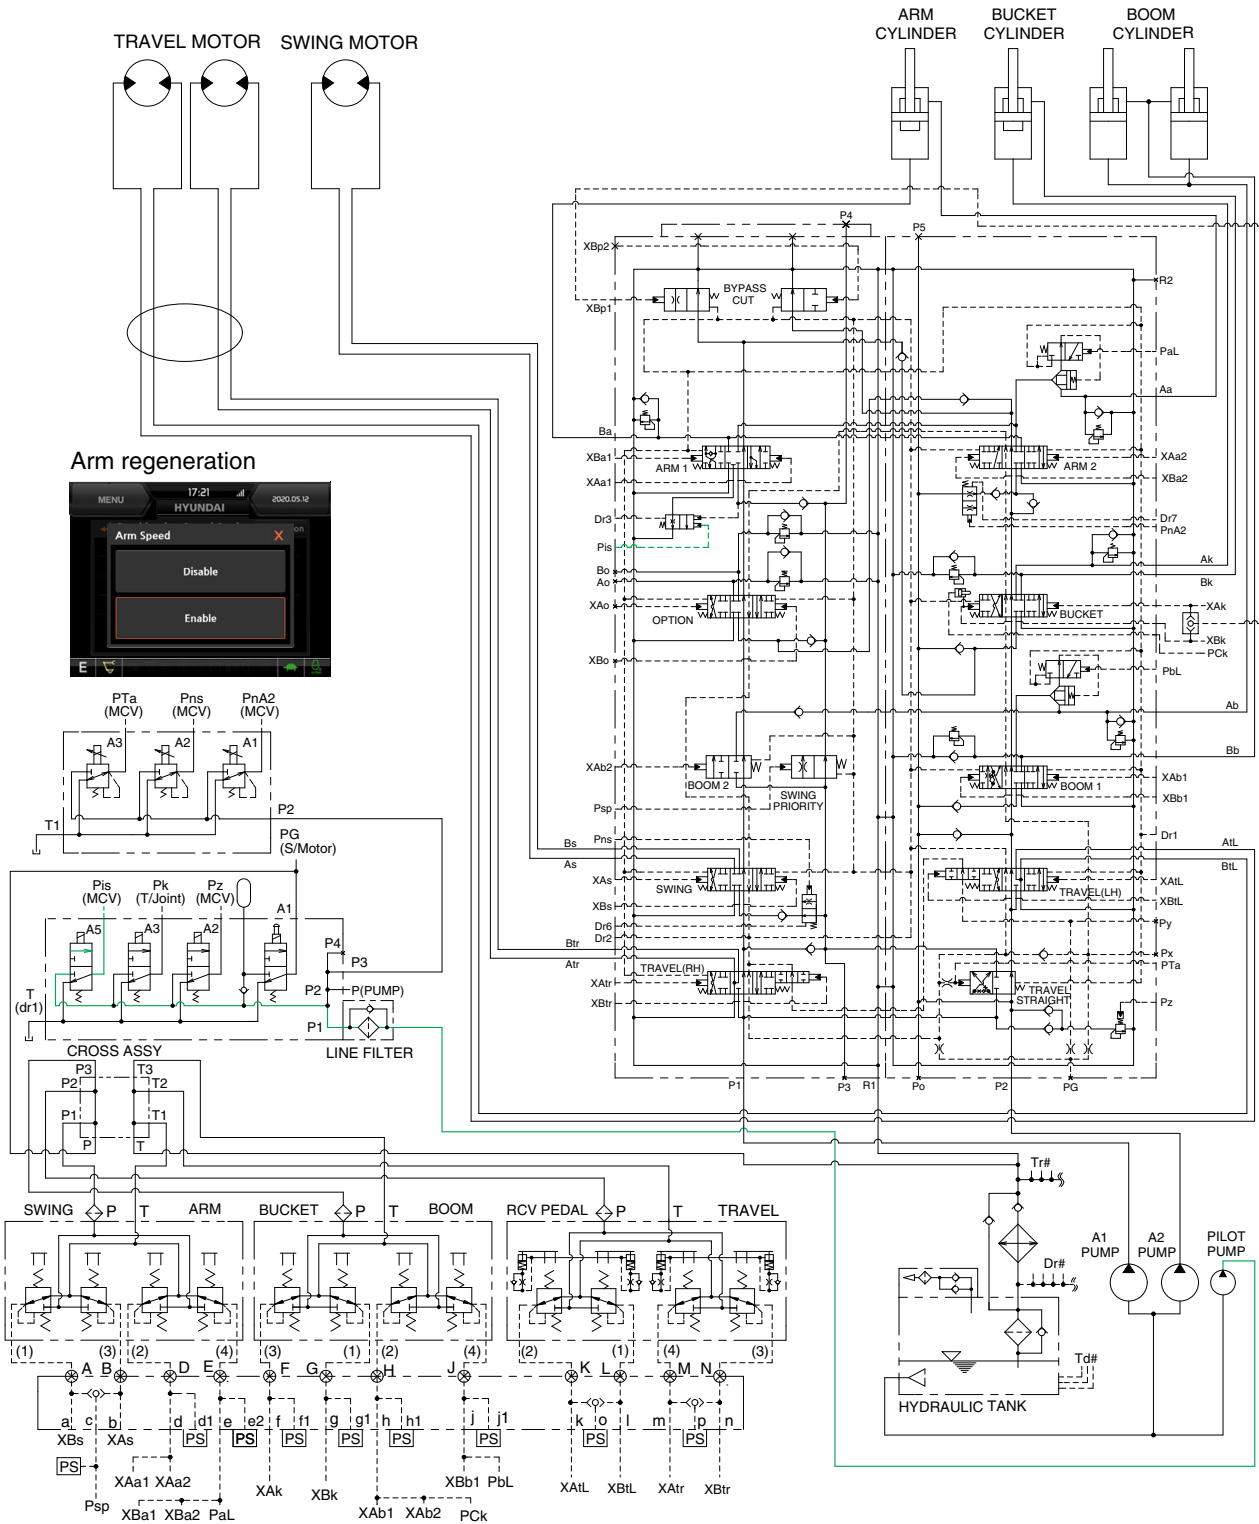 TRAVEL MOTOR
SWING MOTOR
ARM
CYLINDER
BUCKET
CYLINDER
BOOM
CYLINDER
P4
P5
XBp2
XBp1
BYPASS
CUT
R2
PaL
Aa
Ba
XBa1
ARM 1
XAa1
ARM 2
XAa2
XBa2
Dr3
Pis
Dr7
PnA2
Bo
Ao
XAo
OPTION
XBo
Ak
Bk
BUCKET
XAk
XBk
PCk
PbL
Ab
Bb
XAb2
BOOM 2
SWING
PRIORITY
Psp
BOOM 1
XAb1
XBb1
Pns
Dr1
Bs
As
AtL
BtL
XAs
SWING
XBs
Dr6
Dr2
TRAVEL(LH)
XAtL
XBtL
Py
Btr
Atr
TRAVEL(RH)
XAtr
XBtr
TRAVEL
STRAIGHT
Px
PTa
Pz
P1
P3
R1
Po
P2
PG
Arm regeneration
MENU
17:21
HYUNDAI
2020.05.12
on
Arm Speed
X
Disable
Enable
E
PTa
(MCV)
Pns
(MCV)
PnA2
(MCV)
A3
A2
A1
T1
P2
PG
(S/Motor)
Pis
(MCV)
Pk
(T/Joint)
Pz
(MCV)
A1
A5
A3
A2
P4
P3
P2
P(PUMP)
T
(dr1)
P1
LINE FILTER
CROSS ASSY
P3
T3
P2
T2
P1
T1
P
T
SWING
P
T
ARM
BUCKET
P
T
BOOM
RCV PEDAL
P
T
TRAVEL
(1)
(3)
(2)
(4)
(3)
(1)
(2)
(4)
(2)
(1)
(4)
(3)
A
B
D
E
F
G
H
J
K
L
M
N
a
c
b
d
d1
e
e2
f
f1
g
g1
h
h1
j
j1
k
o
l
m
p
n
XBs
XAs
PS
PS
PS
PS
PS
PS
PS
PS
PS
Psp
XAa1
XAa2
XBa1
XBa2
PaL
XAk
XBk
XAb1
XAb2
PCk
XBb1
PbL
XAtL
XBtL
XAtr
XBtr
Tr#
A1
PUMP
A2
PUMP
PILOT
PUMP
Dr#
Td#
HYDRAULIC TANK